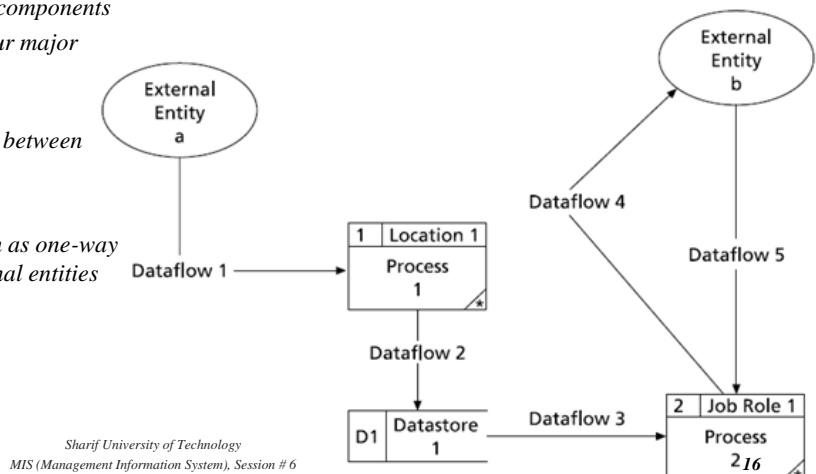 components
ur major
between
as one-way
nal entities
External
Entity
a
External
Entity
b
Dataflow 4
Dataflow 5
Dataflow 1
1 Location 1
Process
1
*
Dataflow 2
D1 Datastore
1
Dataflow 3
2 Job Role 1
Process
2
*
Sharif University of Technology
MIS (Management Information System), Session # 6
16